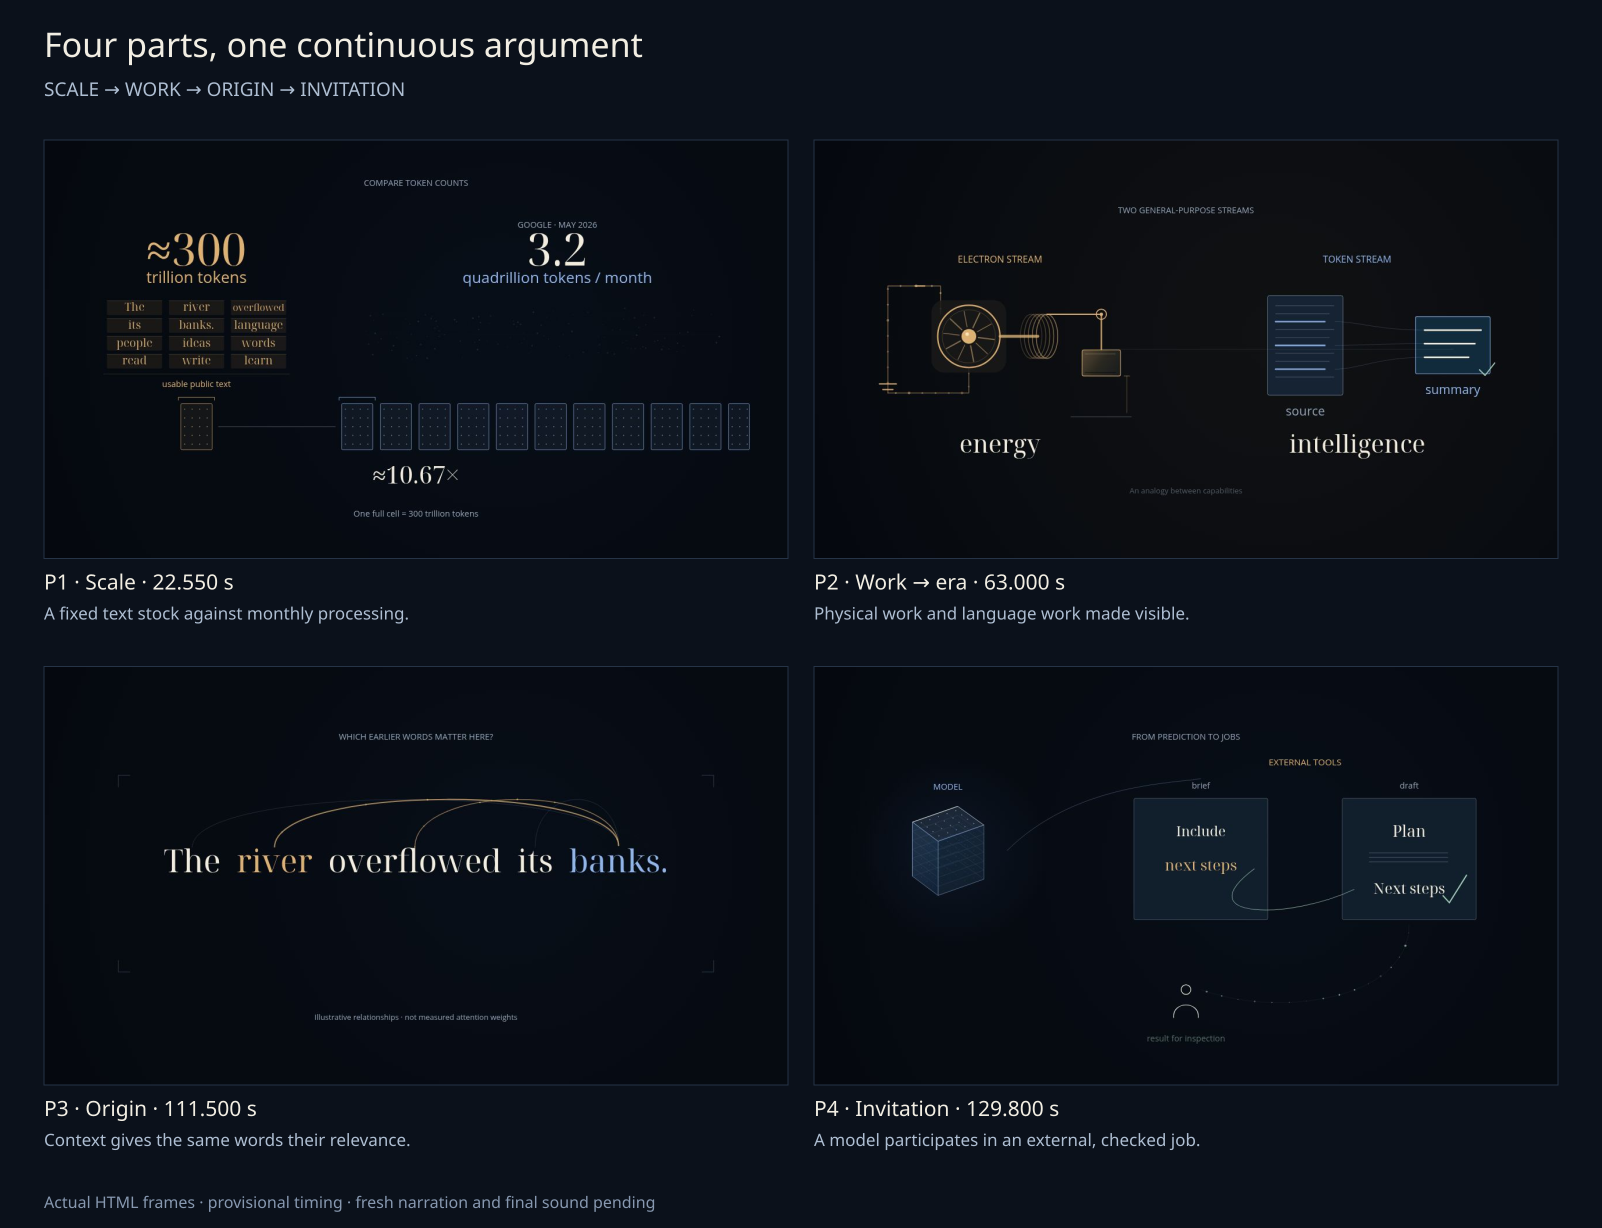 Four parts, one continuous argument
SCALE → WORK → ORIGIN → INVITATION
COMPARE TOKEN COUNTS
≈300
trillion tokens
The river overflowed
its banks, language
people ideas words
read write learn
usable public text
GOOGLE · MAY 2026
3.2
quadrillion tokens / month
≈10.67×
One full cell = 300 trillion tokens
P1 · Scale · 22.550 s
A fixed text stock against monthly processing.
TWO GENERAL-PURPOSE STREAMS
ELECTRON STREAM
TOKEN STREAM
source
summary
energy
intelligence
An analogy between capabilities
P2 · Work → era · 63.000 s
Physical work and language work made visible.
WHICH EARLIER WORDS MATTER HERE?
The river overflowed its banks.
Illustrative relationships · not measured attention weights
P3 · Origin · 111.500 s
Context gives the same words their relevance.
FROM PREDICTION TO JOBS
EXTERNAL TOOLS
MODEL
brief
Include
next steps
draft
Plan
Next steps
result for inspection
P4 · Invitation · 129.800 s
A model participates in an external, checked job.
Actual HTML frames · provisional timing · fresh narration and final sound pending